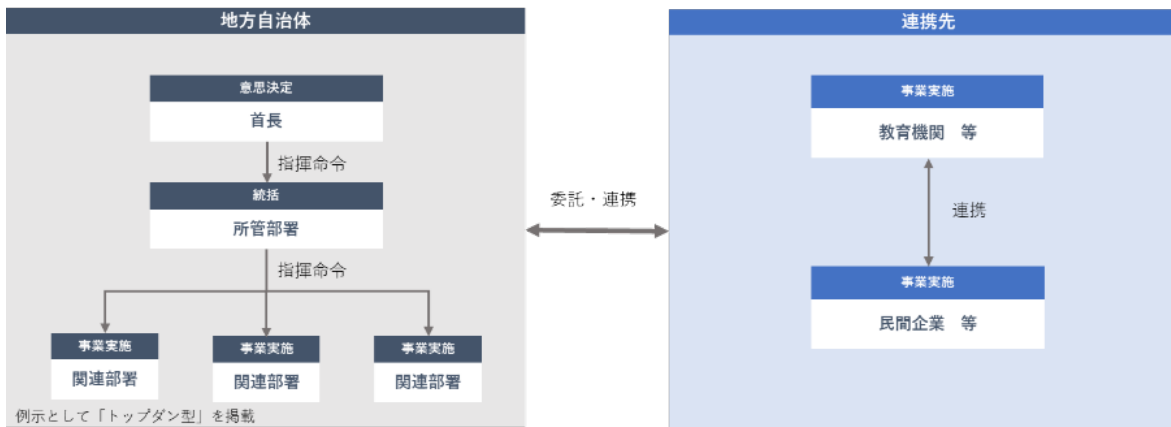 地方自治体
意思決定
首長
指揮命令
統括
所管部署
指揮命令
事業実施
関連部署
事業実施
関連部署
事業実施
関連部署
例示として「トップダン型」を掲載
委託・連携
連携先
事業実施
教育機関　等
連携
事業実施
民間企業　等